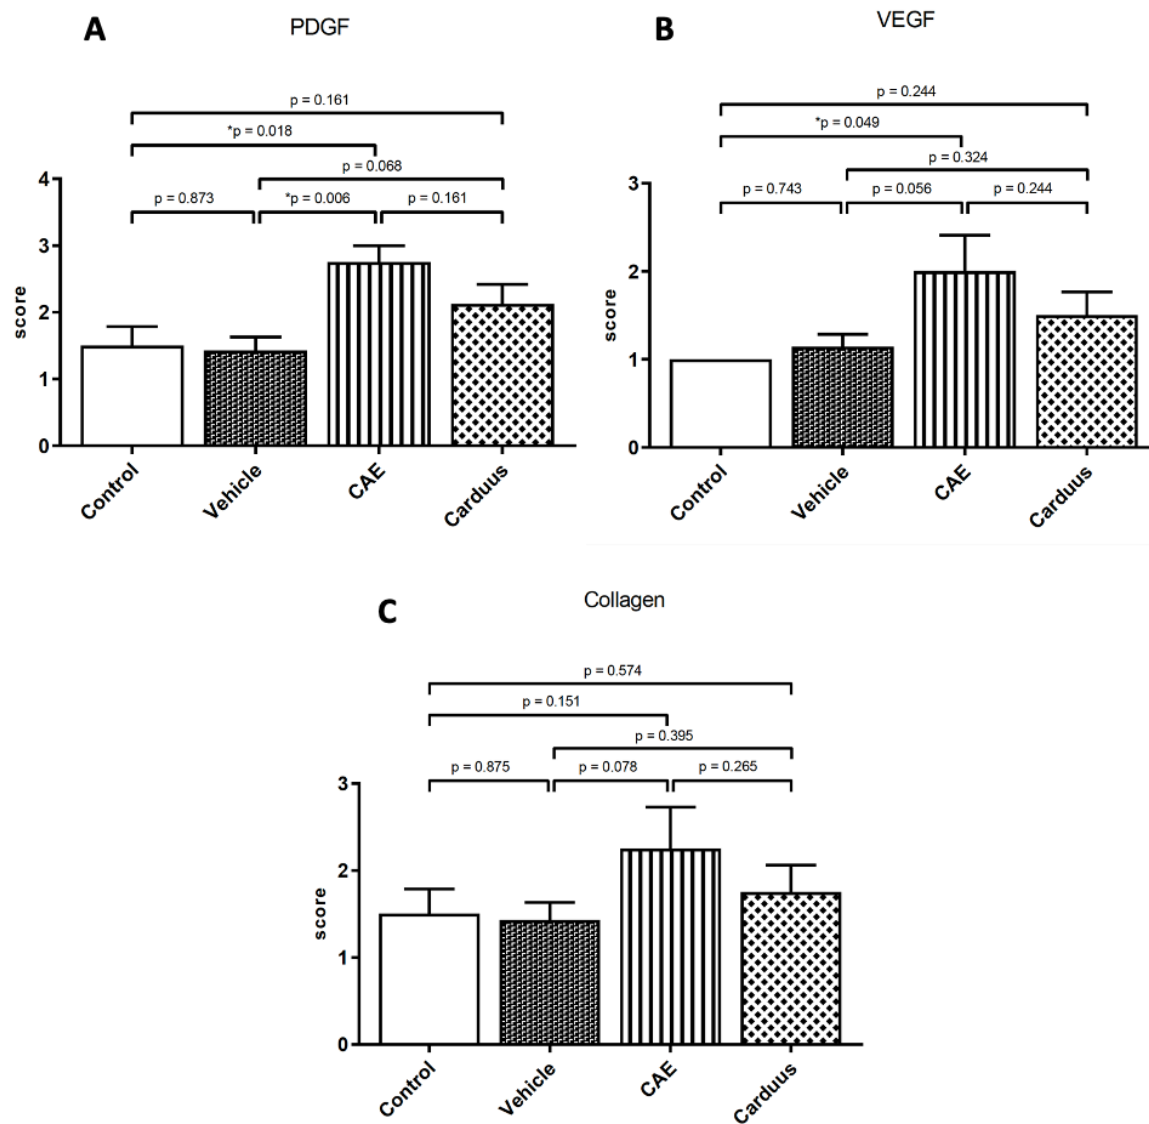 A
PDGF
p = 0.161
*p = 0.018
p = 0.068
p = 0.873
*p = 0.006
p = 0.161
4
3
2
1
0
score
Control
Vehicle
CAE
Carduus
B
VEGF
p = 0.244
*p = 0.049
p = 0.324
p = 0.743
p = 0.056
p = 0.244
3
2
1
0
score
Control
Vehicle
CAE
Carduus
C
Collagen
p = 0.574
p = 0.151
p = 0.395
p = 0.875
p = 0.078
p = 0.265
3
2
1
0
score
Control
Vehicle
CAE
Carduus